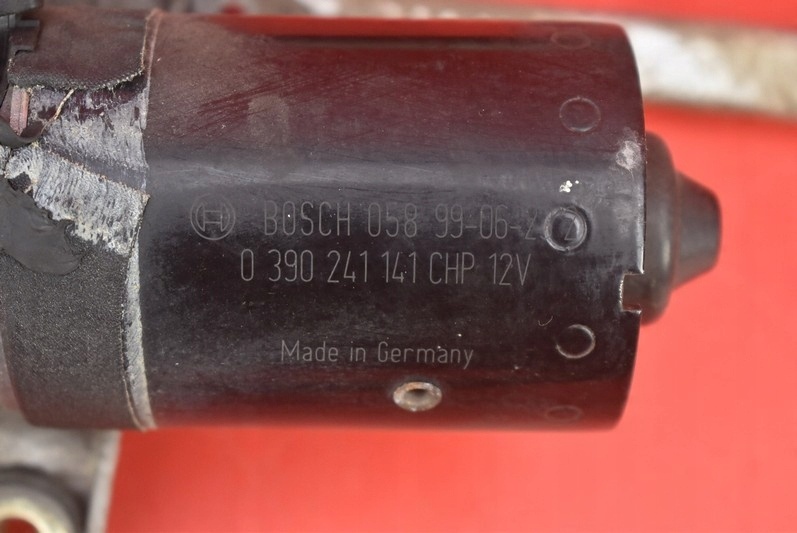 BOSCH 058 99-06-2
0 390 241 141 CHP 12V
Made in Germany